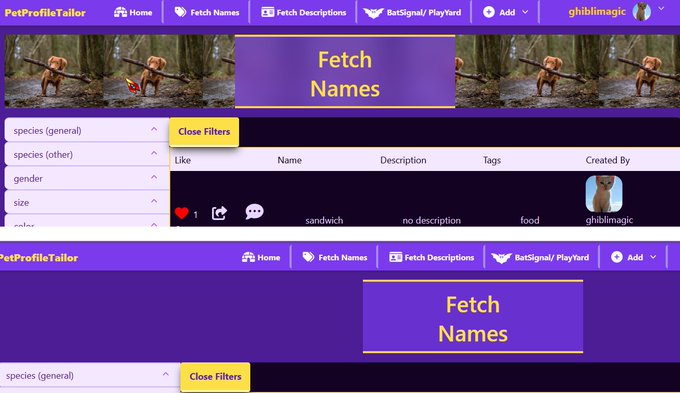 PetProfileTailor Home Fetch Names Fetch Descriptions BatSignal/ PlayYard Add ghiblimagic
Fetch
Names
species (general) Close Filters
species (other)
Like Name Description Tags Created By
gender
size
1 sandwich no description food ghiblimagic
color
PetProfileTailor Home Fetch Names Fetch Descriptions BatSignal/ PlayYard Add
Fetch
Names
species (general) Close Filters